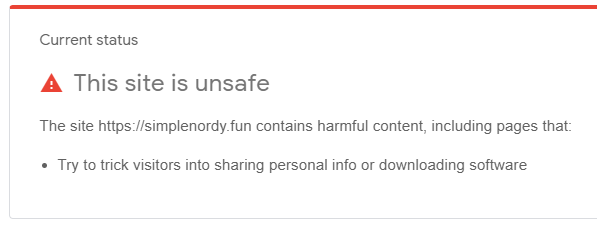 Current status
This site is unsafe
The site https://simplenordy.fun contains harmful content, including pages that:
• Try to trick visitors into sharing personal info or downloading software